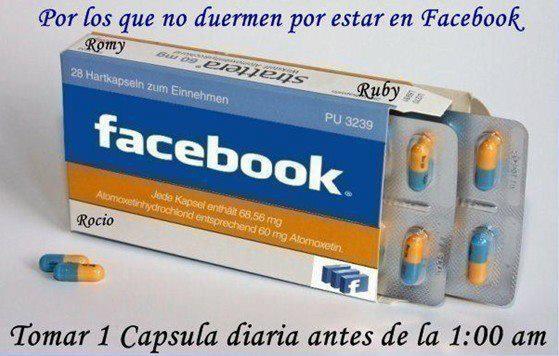 Por los que no duermen por estar en Facebook
Romy
strattera
60 mg
Ruby
28 Hartkapseln zum Einnehmen
PU 3239
facebook®
Jede Kapsel enthält 68,56 mg
Atomoxetinhydrochlorid entsprechend 60 mg Atomoxetin.
Rocio
f
Tomar 1 Capsula diaria antes de la 1:00 am